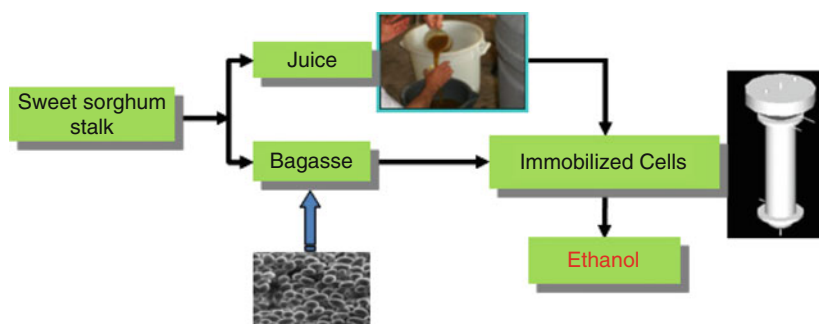 Juice
Sweet sorghum
stalk
Bagasse
Immobilized Cells
Ethanol